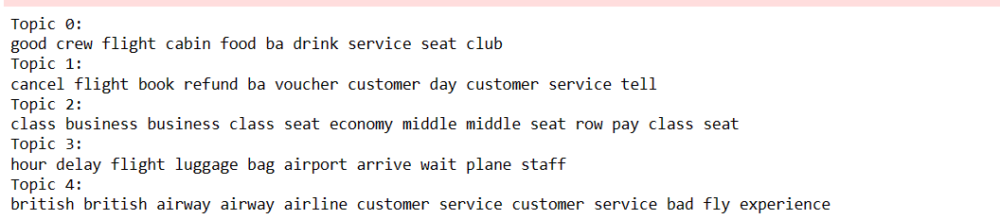 Topic 0:
good crew flight cabin food ba drink service seat club
Topic 1:
cancel flight book refund ba voucher customer day customer service tell
Topic 2:
class business business class seat economy middle middle seat row pay class seat
Topic 3:
hour delay flight luggage bag airport arrive wait plane staff
Topic 4:
british british airway airway airline customer service customer service bad fly experience